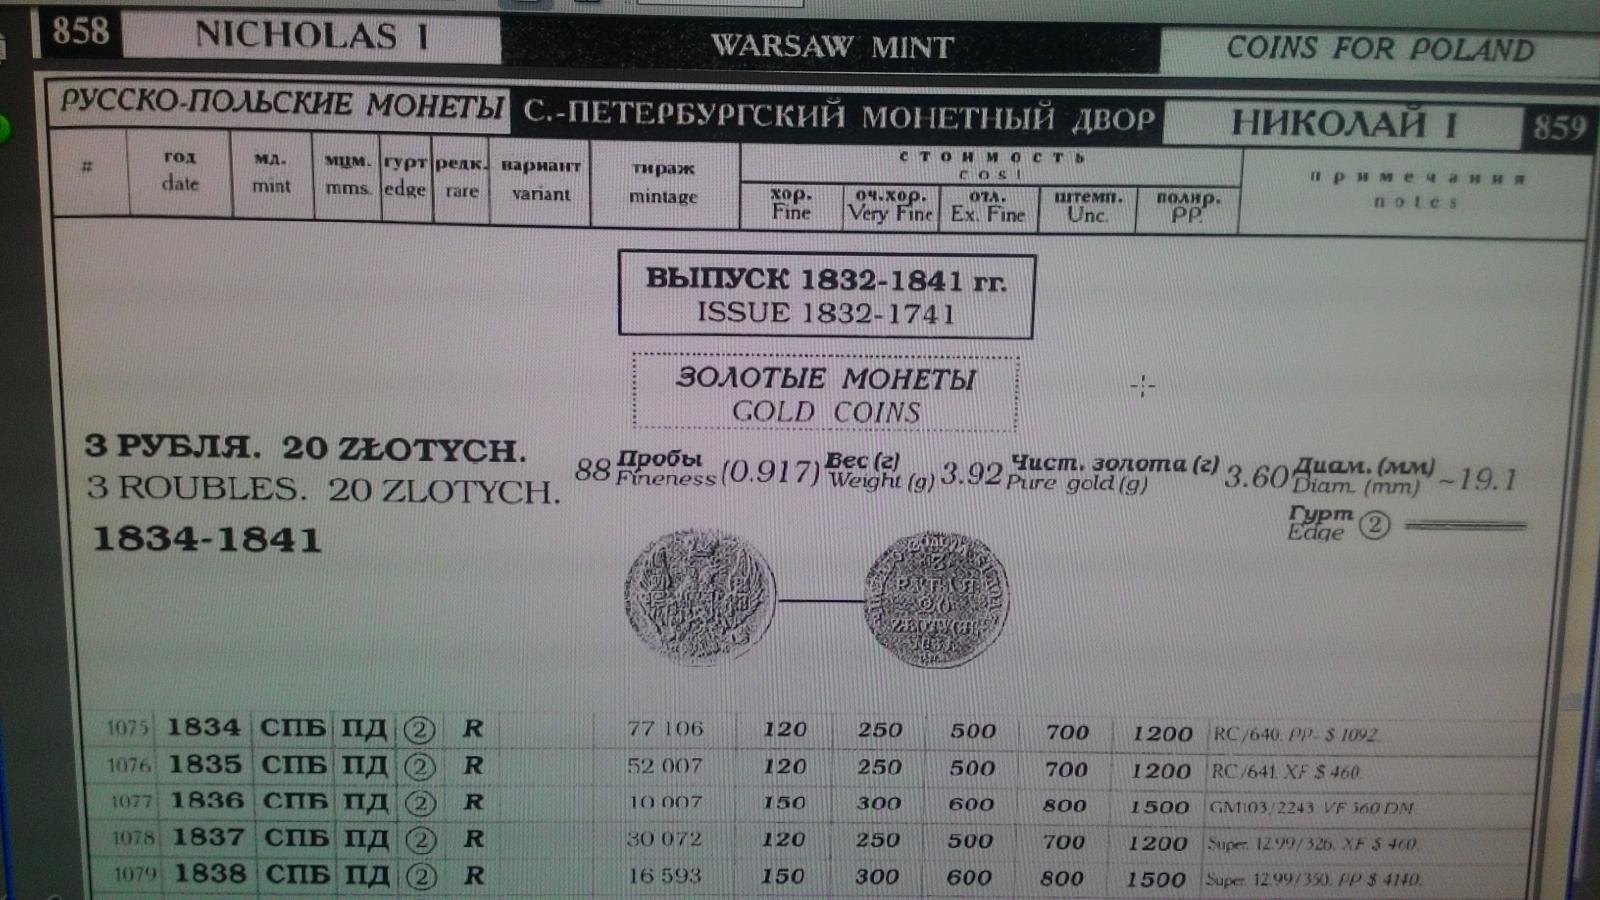 858 NICHOLAS I WARSAW MINT COINS FOR POLAND
РУССКО-ПОЛЬСКИЕ МОНЕТЫ С.-ПЕТЕРБУРГСКИЙ МОНЕТНЫЙ ДВОР НИКОЛАЙ I 859
# год мд. мцм. гурт редк. вариант тираж стоимость примечания
date mint mms. edge rare variant mintage cost notes
хор. оч.хор. отл. штемп. полир.
Fine Very Fine Ex. Fine Unc. PP.
ВЫПУСК 1832-1841 гг.
ISSUE 1832-1741
ЗОЛОТЫЕ МОНЕТЫ
GOLD COINS
3 РУБЛЯ. 20 ZŁOTYCH.
3 ROUBLES. 20 ZLOTYCH.
1834-1841
88 Пробы Fineness (0.917) Вес (г) Weight (g) 3.92 Чист. золота (г) Pure gold (g) 3.60 Диам. (мм) Diam. (mm) ~19.1
Гурт Edge 2
3
РУБЛЯ
20
ZŁOTYCH
1075 1834 СПБ ПД 2 R 77 106 120 250 500 700 1200 RC/640. PP- $ 1092.
1076 1835 СПБ ПД 2 R 52 007 120 250 500 700 1200 RC/641. XF $ 460.
1077 1836 СПБ ПД 2 R 10 007 150 300 600 800 1500 GM103/2243 VF 360 DM.
1078 1837 СПБ ПД 2 R 30 072 120 250 500 700 1200 Super. 12.99/326. XF $ 460.
1079 1838 СПБ ПД 2 R 16 593 150 300 600 800 1500 Super. 12.99/350. PP $ 4140.